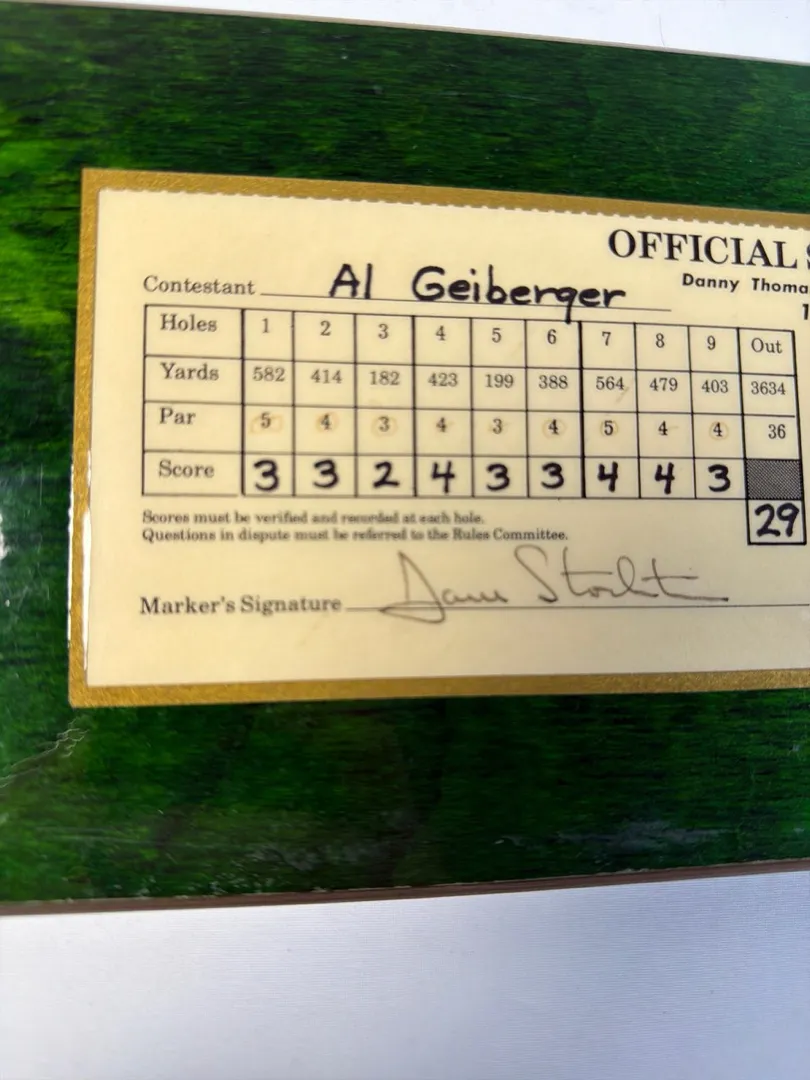 OFFICIAL
Contestant Al Geiberger Danny Thoma
Holes 1 2 3 4 5 6 7 8 9 Out
Yards 582 414 182 423 199 388 564 479 403 3634
Par 5 4 3 4 3 4 5 4 4 36
Score 3 3 2 4 3 3 4 4 3
29
Scores must be verified and recorded at each hole.
Questions in dispute must be referred to the Rules Committee.
Marker's Signature Dave Stockton